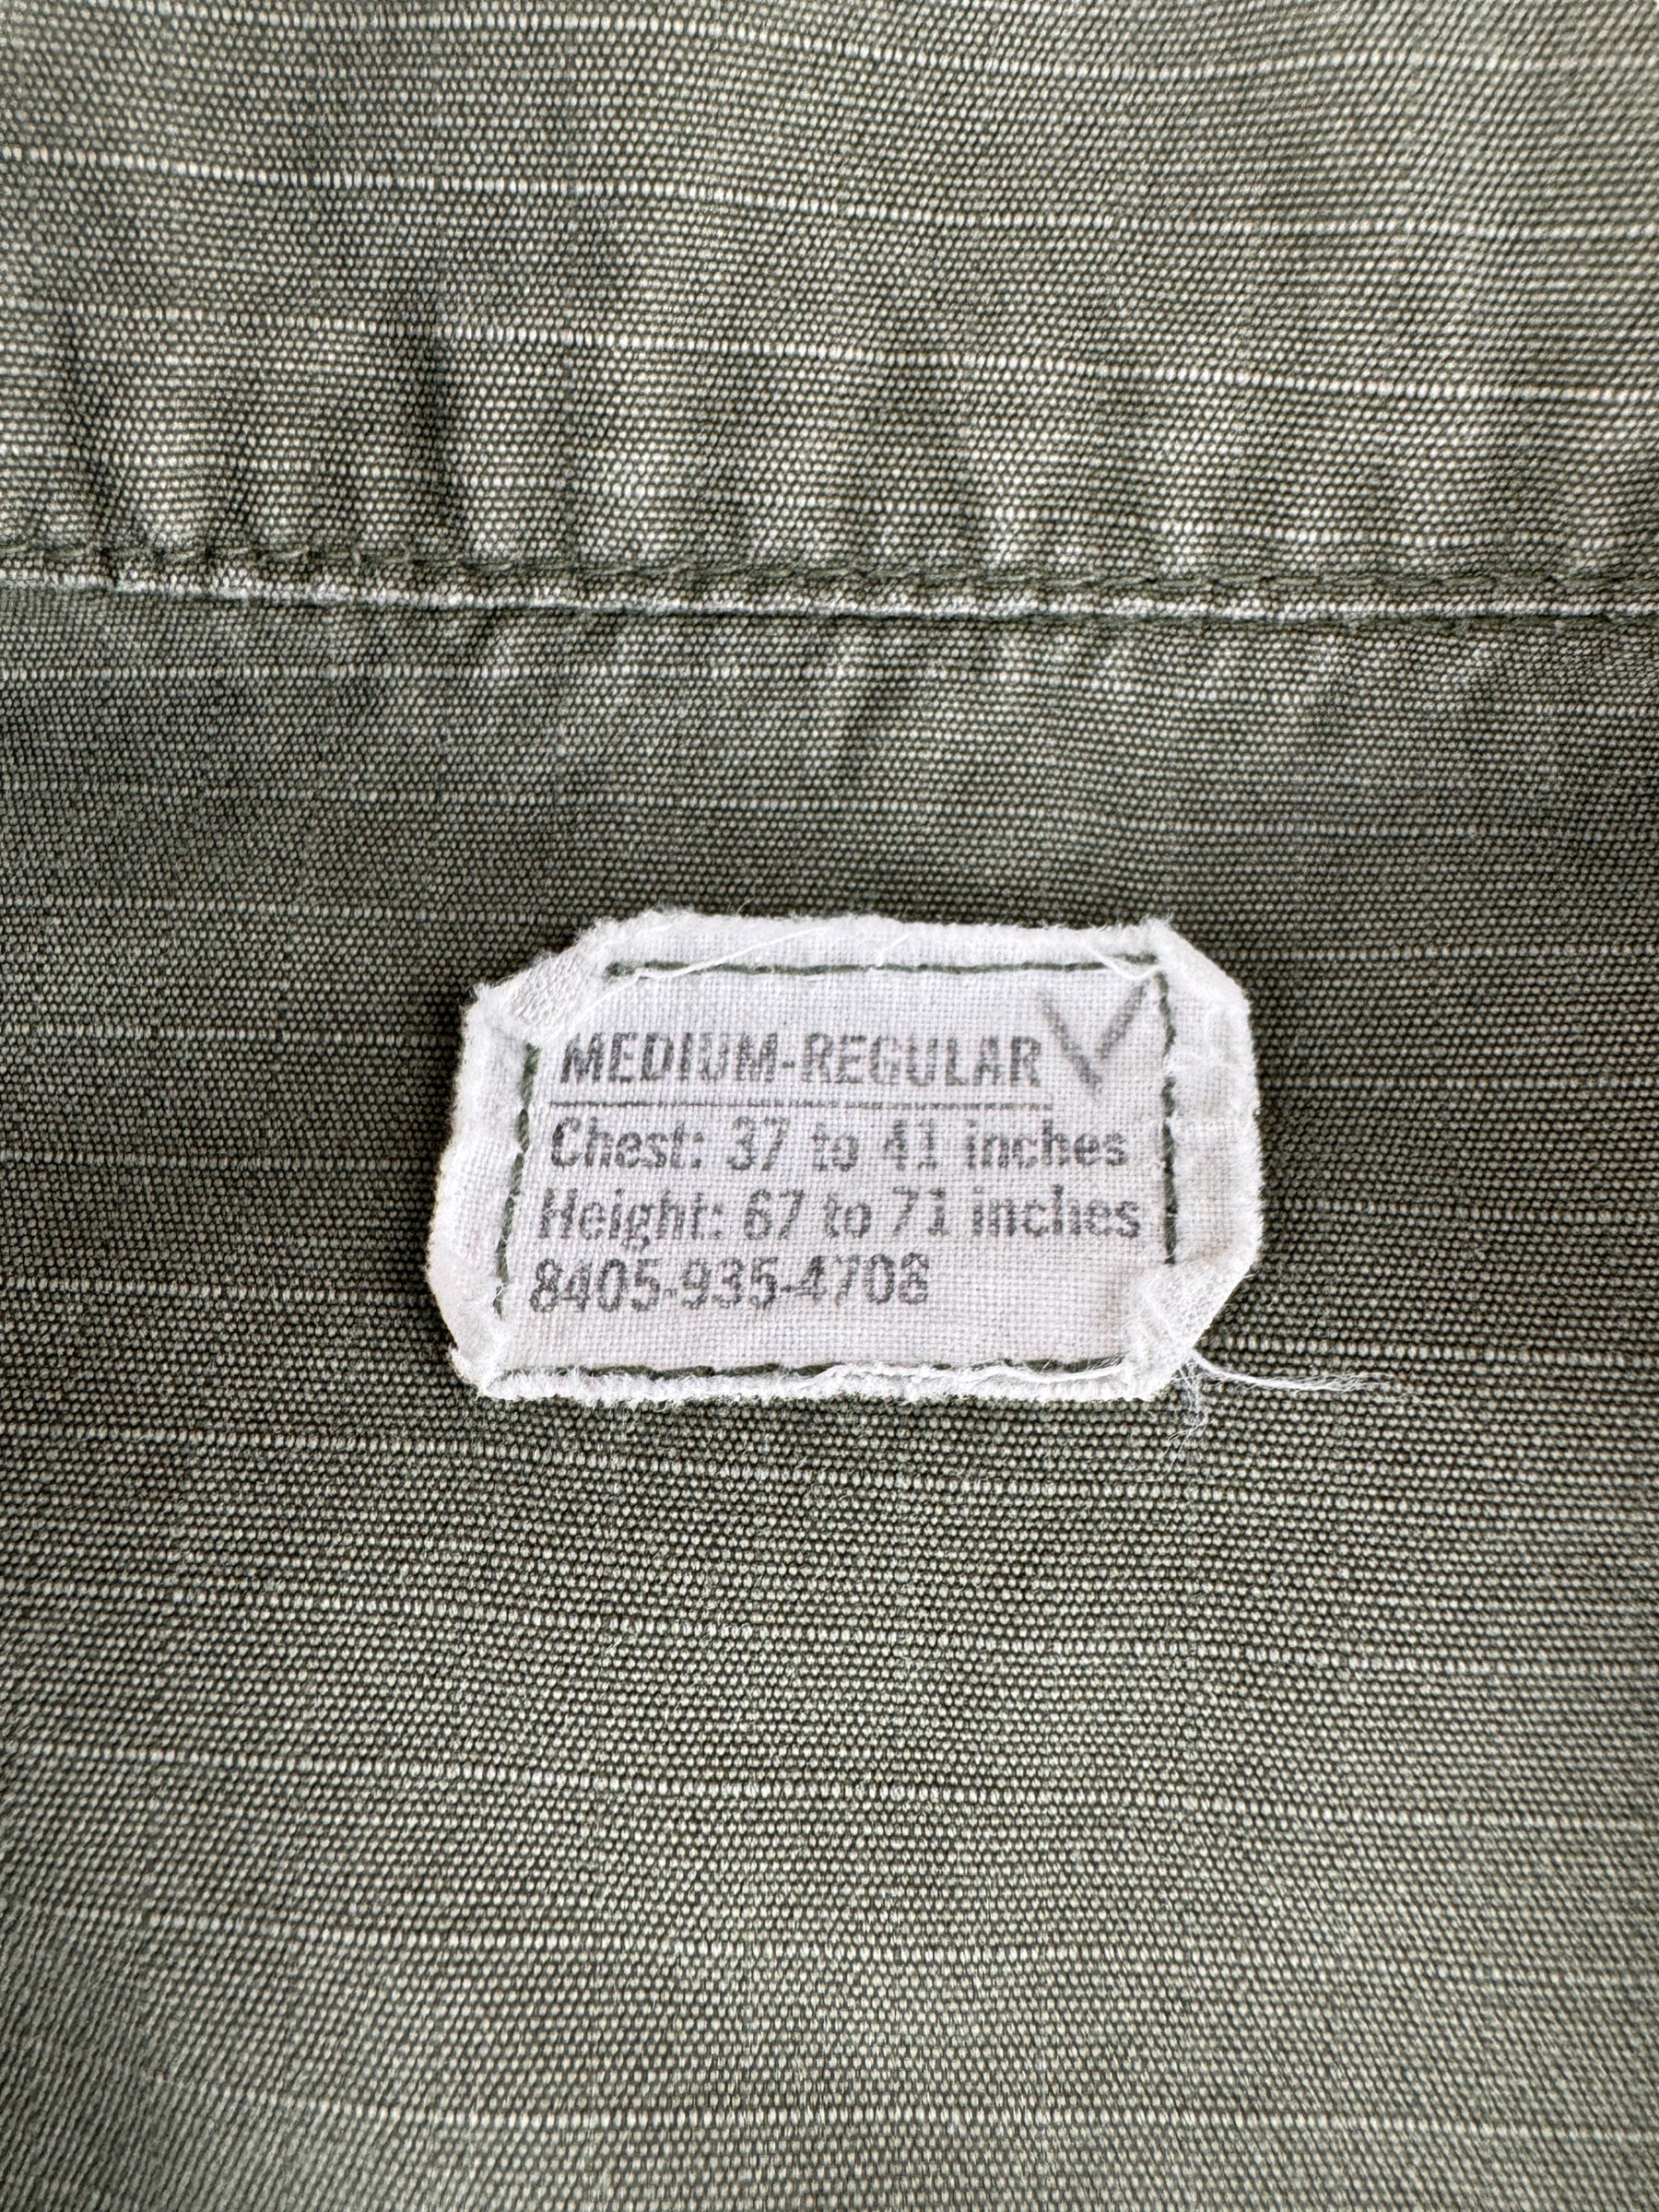 MEDIUM-REGULAR
Chest: 37 to 41 inches
Height: 67 to 71 inches
8405-935-4708